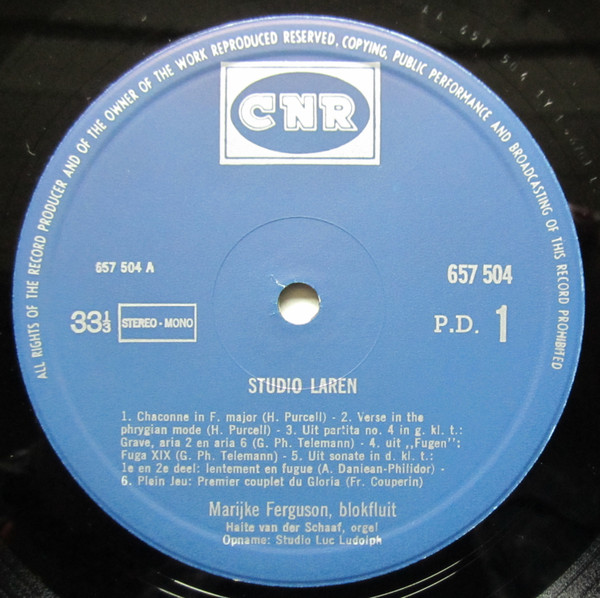 ALL RIGHTS OF THE RECORD PRODUCER AND OF THE OWNER OF THE WORK REPRODUCED RESERVED. COPYING, PUBLIC PERFORMANCE AND BROADCASTING OF THIS RECORD PROHIBITED
CNR
657 504 A
657 504
33⅓ STEREO - MONO
P.D. 1
STUDIO LAREN
1. Chaconne in F. major (H. Purcell) - 2. Verse in the
phrygian mode (H. Purcell) - 3. Uit partita no. 4 in g. kl. t.:
Grave, aria 2 en aria 6 (G. Ph. Telemann) - 4. uit „Fugen":
Fuga XIX (G. Ph. Telemann) - 5. Uit sonate in d. kl. t.:
1e en 2e deel: lentement en fugue (A. Daniean-Philidor) -
6. Plein Jeu: Premier couplet du Gloria (Fr. Couperin)
Marijke Ferguson, blokfluit
Haite van der Schaaf, orgel
Opname: Studio Luc Ludolph